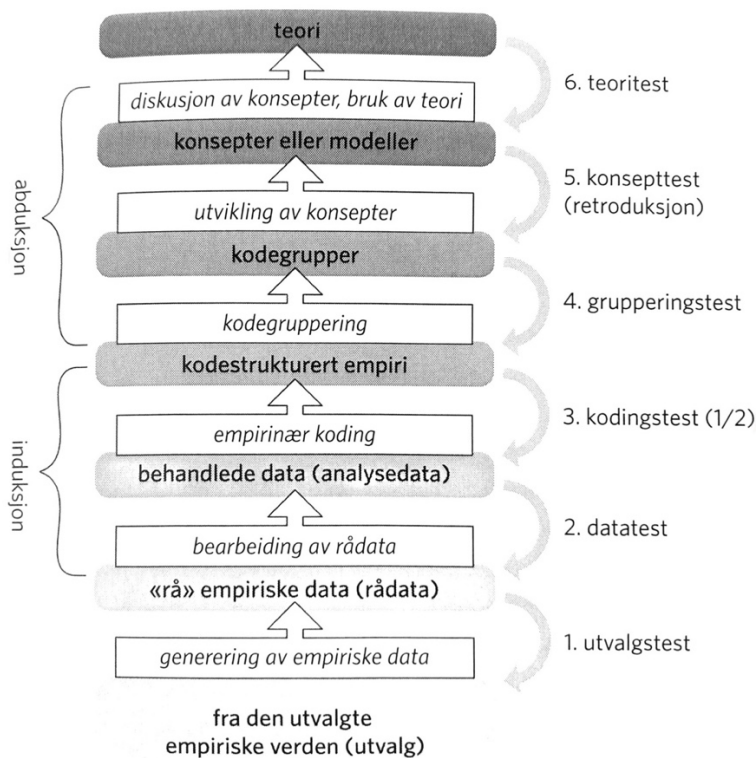 teori
6. teoritest
diskusjon av konsepter, bruk av teori
konsepter eller modeller
5. konsepttest
(retroduksjon)
abduksjon
utvikling av konsepter
kodegrupper
4. grupperingstest
kodegruppering
kodestrukturert empiri
3. kodingstest (1/2)
empirinær koding
behandlede data (analysedata)
induksjon
2. datatest
bearbeiding av rådata
«rå» empiriske data (rådata)
1. utvalgstest
generering av empiriske data
fra den utvalgte
empiriske verden (utvalg)